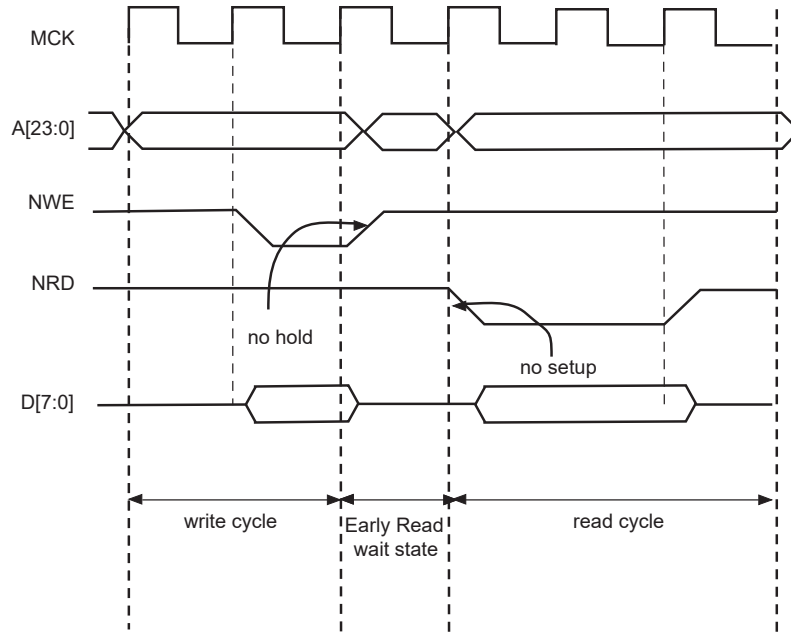 MCK
A[23:0]
NWE
NRD
no hold
no setup
D[7:0]
write cycle
Early Read
wait state
read cycle